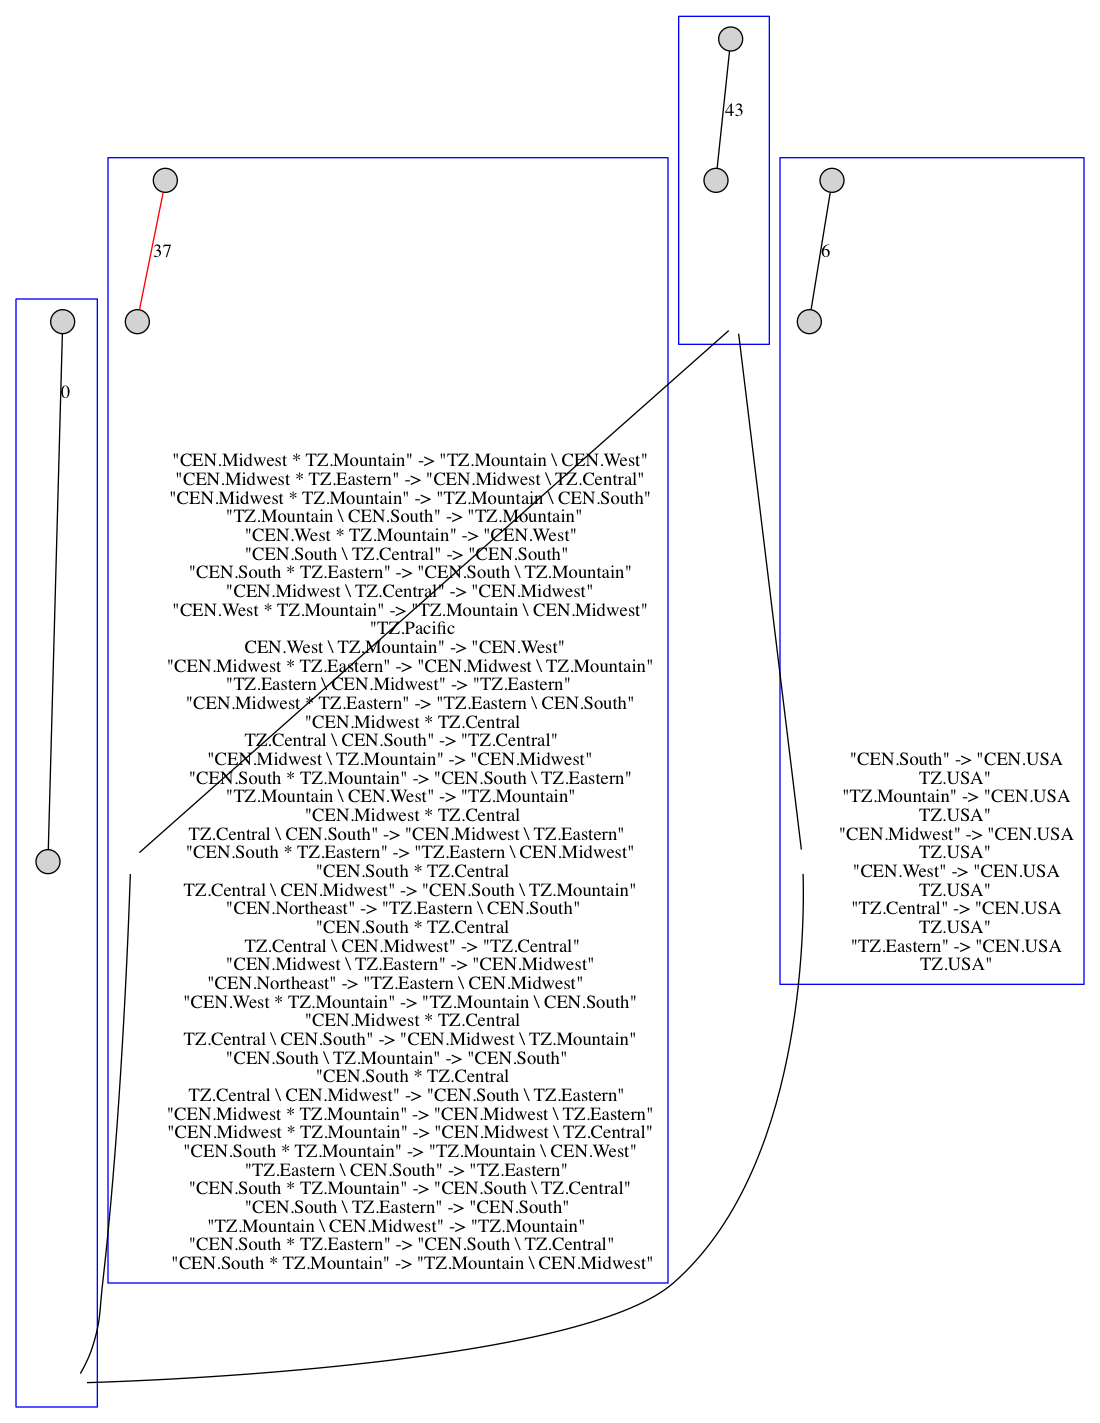 43
37
6
0
"CEN.Midwest * TZ.Mountain" -> "TZ.Mountain \ CEN.West"
"CEN.Midwest * TZ.Eastern" -> "CEN.Midwest \ TZ.Central"
"CEN.Midwest * TZ.Mountain" -> "TZ.Mountain \ CEN.South"
"TZ.Mountain \ CEN.South" -> "TZ.Mountain"
"CEN.West * TZ.Mountain" -> "CEN.West"
"CEN.South \ TZ.Central" -> "CEN.South"
"CEN.South * TZ.Eastern" -> "CEN.South \ TZ.Mountain"
"CEN.Midwest \ TZ.Central" -> "CEN.Midwest"
"CEN.West * TZ.Mountain" -> "TZ.Mountain \ CEN.Midwest"
"TZ.Pacific
CEN.West \ TZ.Mountain" -> "CEN.West"
"CEN.Midwest * TZ.Eastern" -> "CEN.Midwest \ TZ.Mountain"
"TZ.Eastern \ CEN.Midwest" -> "TZ.Eastern"
"CEN.Midwest * TZ.Eastern" -> "TZ.Eastern \ CEN.South"
"CEN.Midwest * TZ.Central
TZ.Central \ CEN.South" -> "TZ.Central"
"CEN.Midwest \ TZ.Mountain" -> "CEN.Midwest"
"CEN.South * TZ.Mountain" -> "CEN.South \ TZ.Eastern"
"TZ.Mountain \ CEN.West" -> "TZ.Mountain"
"CEN.Midwest * TZ.Central
TZ.Central \ CEN.South" -> "CEN.Midwest \ TZ.Eastern"
"CEN.South * TZ.Eastern" -> "TZ.Eastern \ CEN.Midwest"
"CEN.South * TZ.Central
TZ.Central \ CEN.Midwest" -> "CEN.South \ TZ.Mountain"
"CEN.Northeast" -> "TZ.Eastern \ CEN.South"
"CEN.South * TZ.Central
TZ.Central \ CEN.Midwest" -> "TZ.Central"
"CEN.Midwest \ TZ.Eastern" -> "CEN.Midwest"
"CEN.Northeast" -> "TZ.Eastern \ CEN.Midwest"
"CEN.West * TZ.Mountain" -> "TZ.Mountain \ CEN.South"
"CEN.Midwest * TZ.Central
TZ.Central \ CEN.South" -> "CEN.Midwest \ TZ.Mountain"
"CEN.South \ TZ.Mountain" -> "CEN.South"
"CEN.South * TZ.Central
TZ.Central \ CEN.Midwest" -> "CEN.South \ TZ.Eastern"
"CEN.Midwest * TZ.Mountain" -> "CEN.Midwest \ TZ.Eastern"
"CEN.Midwest * TZ.Mountain" -> "CEN.Midwest \ TZ.Central"
"CEN.South * TZ.Mountain" -> "TZ.Mountain \ CEN.West"
"TZ.Eastern \ CEN.South" -> "TZ.Eastern"
"CEN.South * TZ.Mountain" -> "CEN.South \ TZ.Central"
"CEN.South \ TZ.Eastern" -> "CEN.South"
"TZ.Mountain \ CEN.Midwest" -> "TZ.Mountain"
"CEN.South * TZ.Eastern" -> "CEN.South \ TZ.Central"
"CEN.South * TZ.Mountain" -> "TZ.Mountain \ CEN.Midwest"
"CEN.South" -> "CEN.USA
TZ.USA"
"TZ.Mountain" -> "CEN.USA
TZ.USA"
"CEN.Midwest" -> "CEN.USA
TZ.USA"
"CEN.West" -> "CEN.USA
TZ.USA"
"TZ.Central" -> "CEN.USA
TZ.USA"
"TZ.Eastern" -> "CEN.USA
TZ.USA"